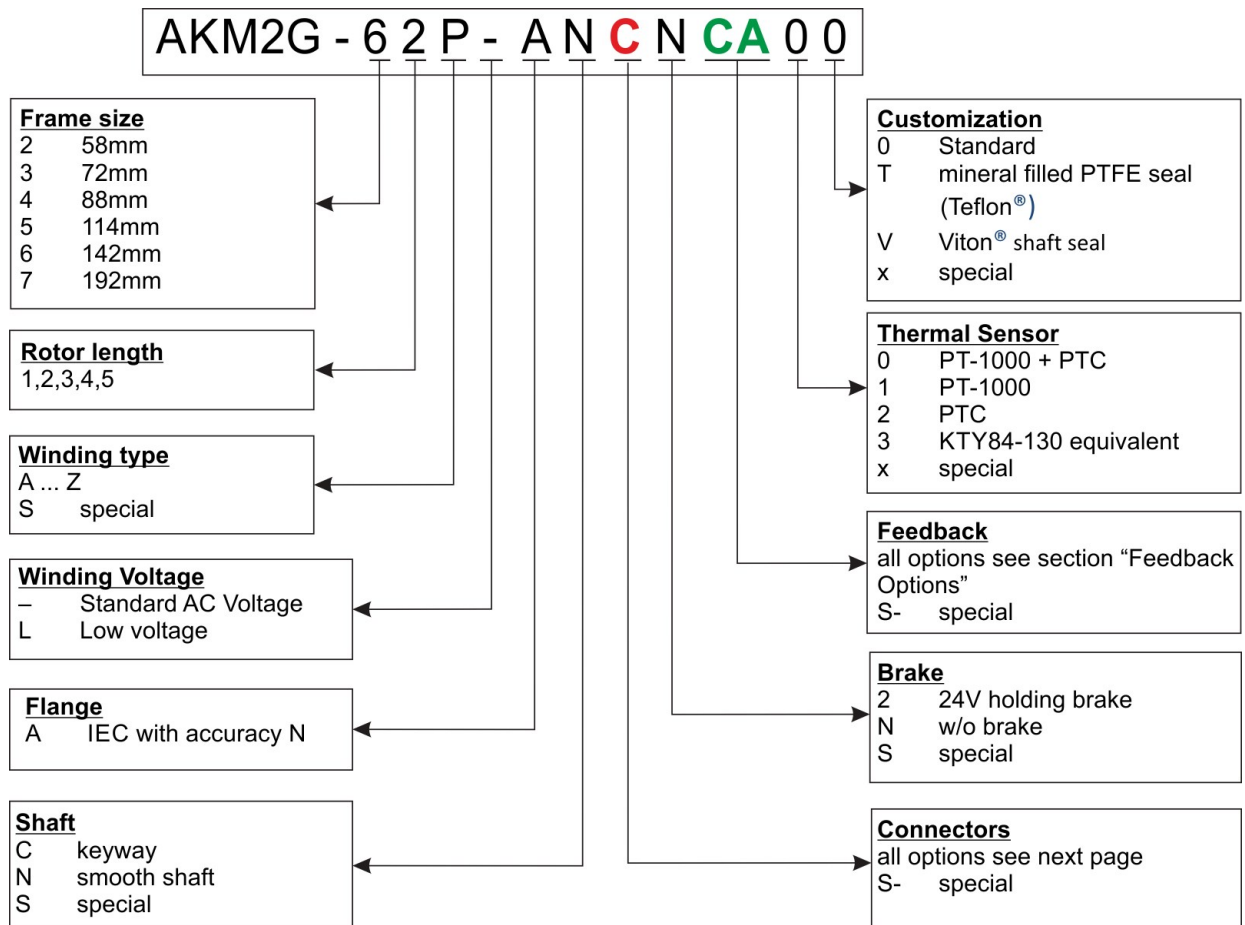 AKM2G - 6 2 P - A N C N CA 0 0
Frame size
2 58mm
3 72mm
4 88mm
5 114mm
6 142mm
7 192mm
Rotor length
1,2,3,4,5
Winding type
A ... Z
S special
Winding Voltage
– Standard AC Voltage
L Low voltage
Flange
A IEC with accuracy N
Shaft
C keyway
N smooth shaft
S special
Customization
0 Standard
T mineral filled PTFE seal
(Teflon®)
V Viton® shaft seal
x special
Thermal Sensor
0 PT-1000 + PTC
1 PT-1000
2 PTC
3 KTY84-130 equivalent
x special
Feedback
all options see section “Feedback
Options”
S- special
Brake
2 24V holding brake
N w/o brake
S special
Connectors
all options see next page
S- special